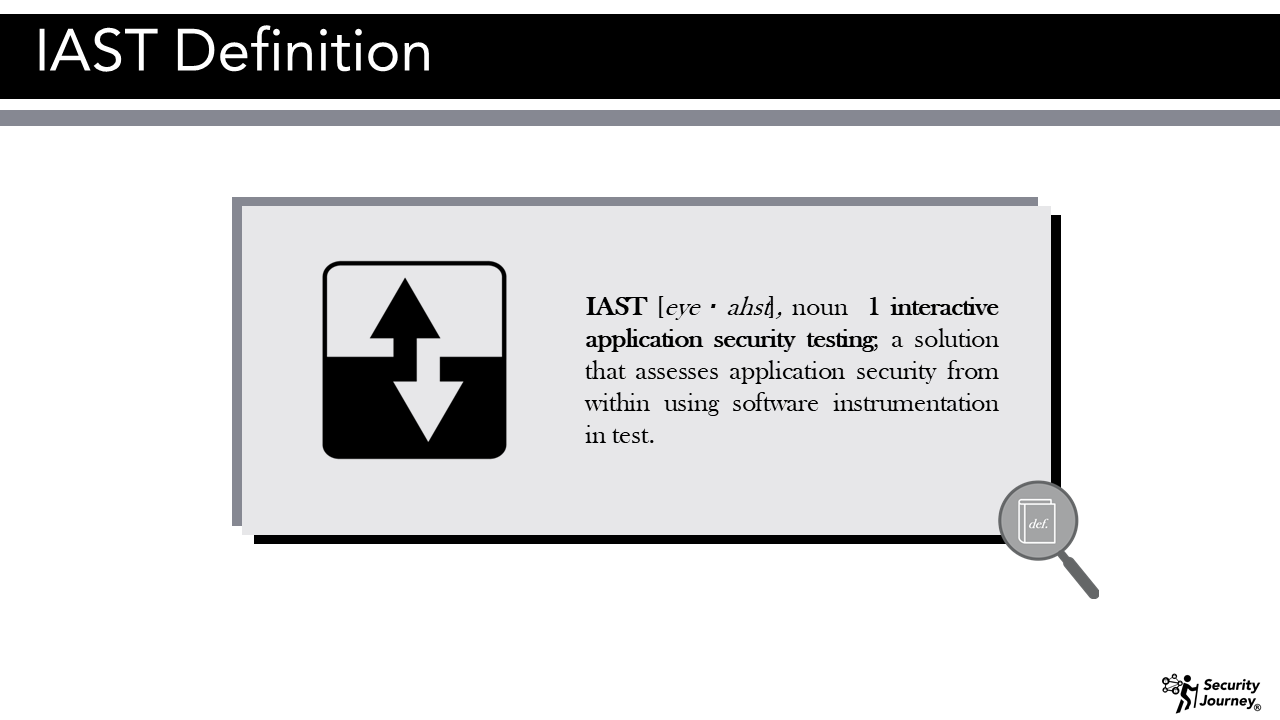 IAST Definition
IAST [eye · ahst], noun 1 interactive
application security testing; a solution
that assesses application security from
within using software instrumentation
in test.
def.
Security
Journey®